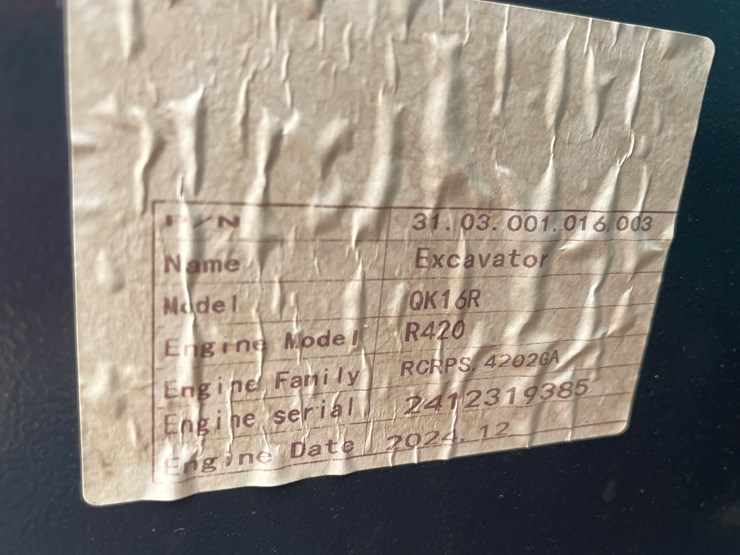 P/N 31.03.001.016.003
Name Excavator
Model QK16R
Engine Model R420
Engine Family RCRPS.4202GA
Engine serial 2412319385
Engine Date 2024.12